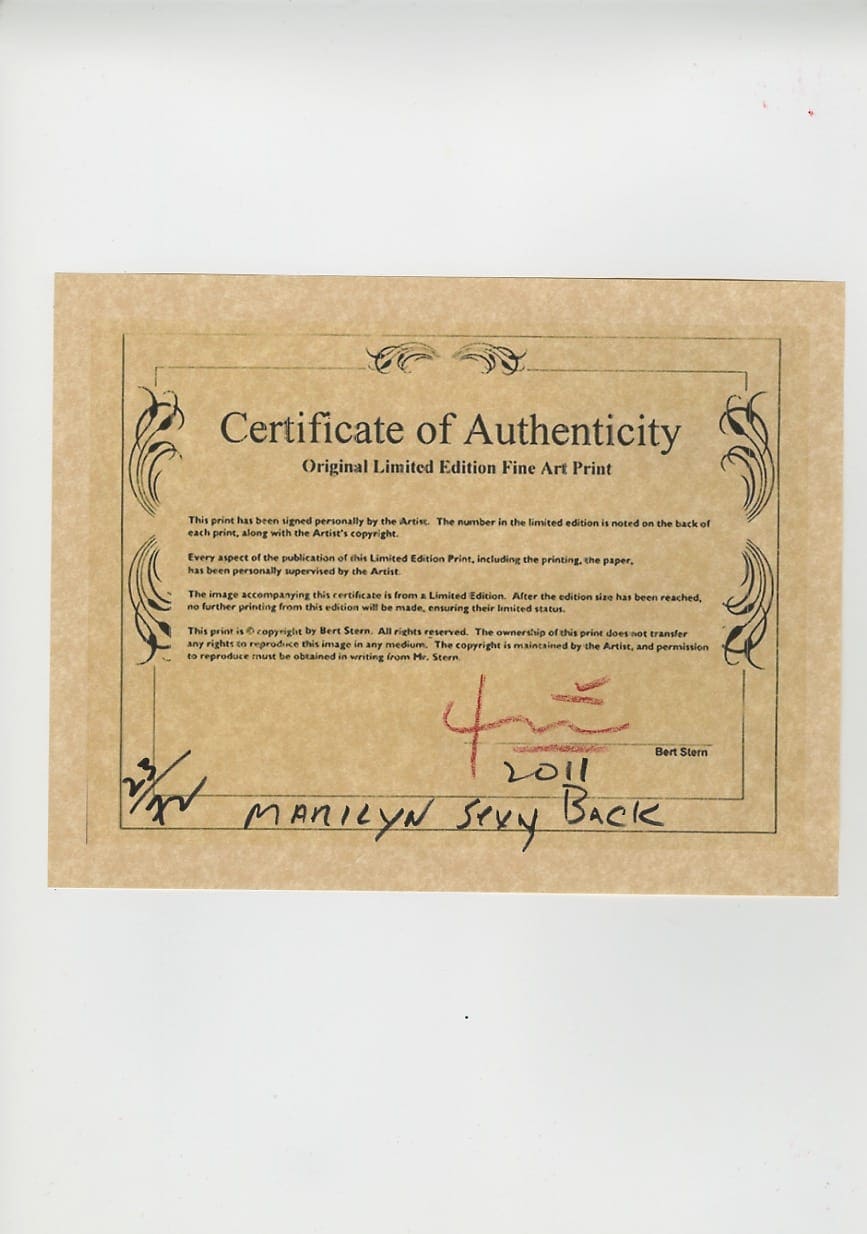 Certificate of Authenticity
Original Limited Edition Fine Art Print
This print has been signed personally by the Artist. The number in the limited edition is noted on the back of
each print, along with the Artist's copyright.
Every aspect of the publication of this Limited Edition Print, including the printing, the paper,
has been personally supervised by the Artist.
The image accompanying this certificate is from a Limited Edition. After the edition size has been reached,
no further printing from this edition will be made, ensuring their limited status.
This print is © copyright by Bert Stern. All rights reserved. The ownership of this print does not transfer
any rights to reproduce this image in any medium. The copyright is maintained by the Artist, and permission
to reproduce must be obtained in writing from Mr. Stern.
Bert Stern
2011
23/
MARILYN Sexy BACK